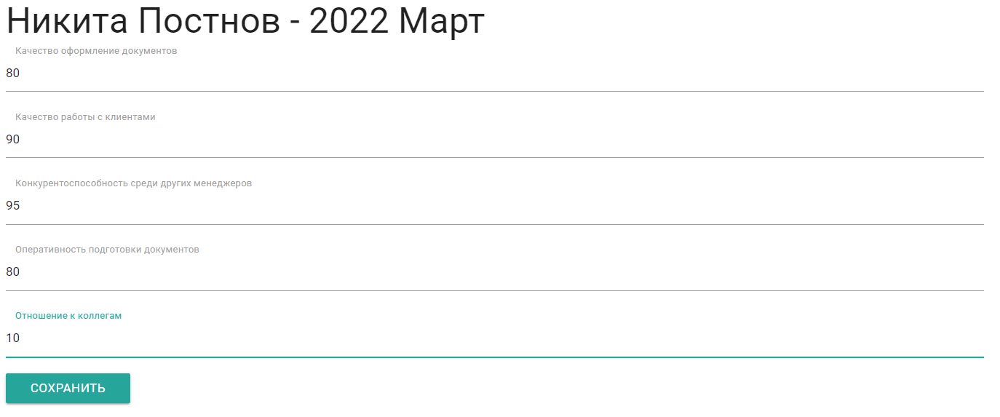 Никита Постнов - 2022 Март
Качество оформление документов
80
Качество работы с клиентами
90
Конкурентоспособность среди других менеджеров
95
Оперативность подготовки документов
80
Отношение к коллегам
10
СОХРАНИТЬ